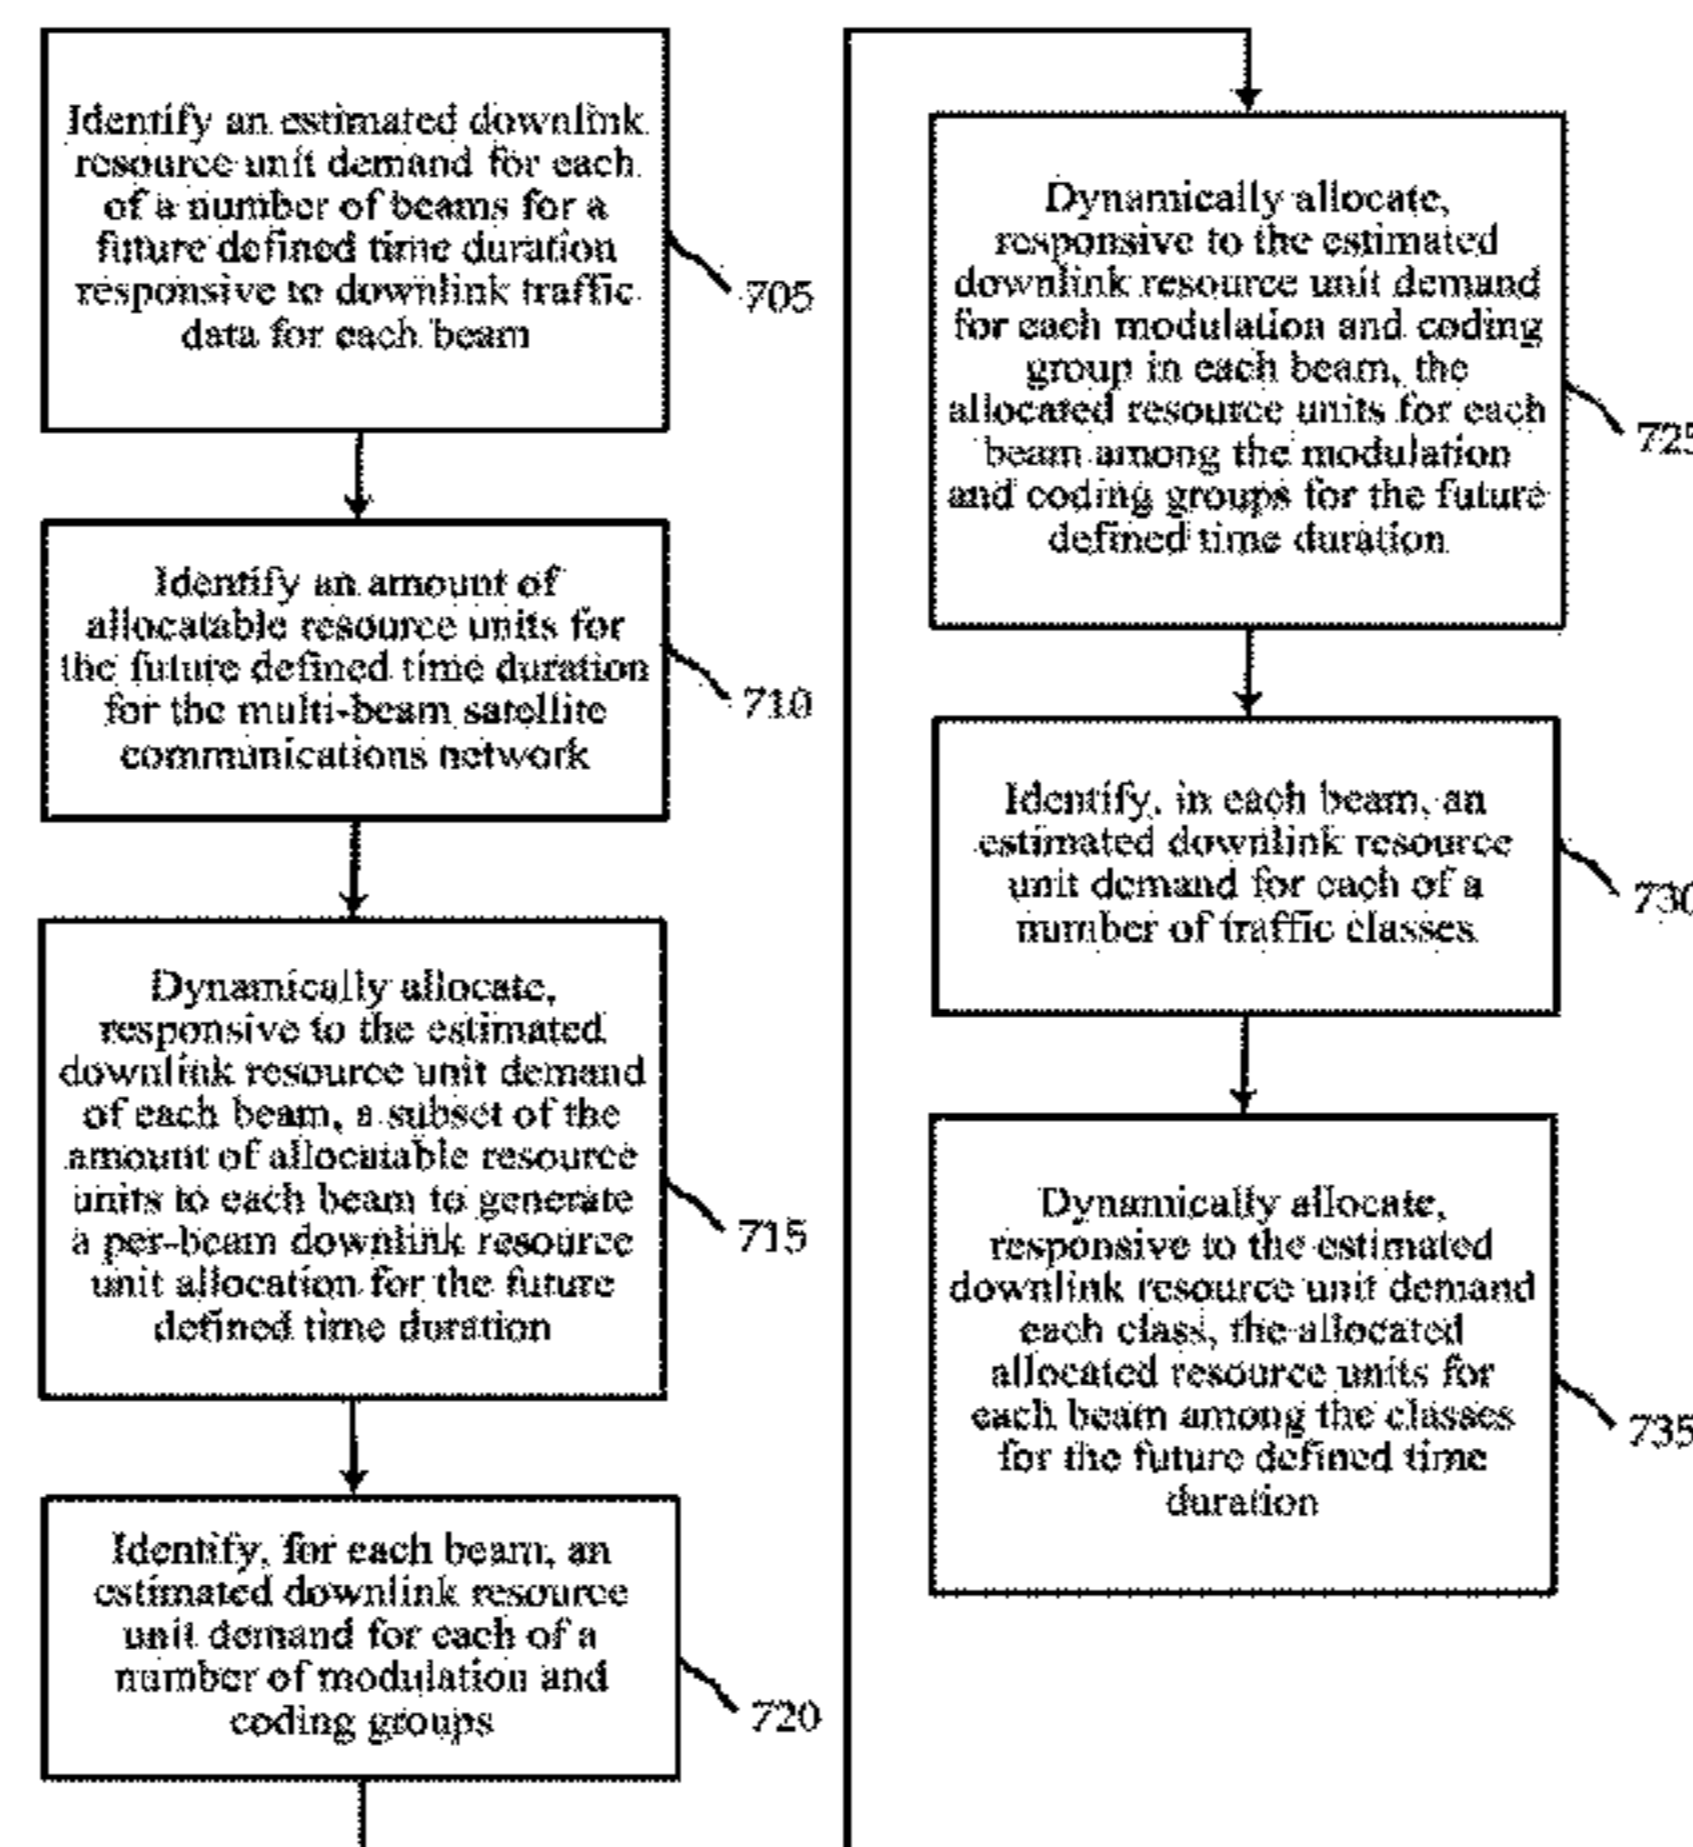 Identify an estimated downlink
resource unit demand for each
of a number of beams for a
future defined time duration
responsive to downlink traffic
data for each beam
705
Identify an amount of
allocatable resource units for
the future defined time duration
for the multi-beam satellite
communications network
710
Dynamically allocate,
responsive to the estimated
downlink resource unit demand
of each beam, a subset of the
amount of allocatable resource
units to each beam to generate
a per-beam downlink resource
unit allocation for the future
defined time duration
715
Identify, for each beam, an
estimated downlink resource
unit demand for each of a
number of modulation and
coding groups
720
Dynamically allocate,
responsive to the estimated
downlink resource unit demand
for each modulation and coding
group in each beam, the
allocated resource units for each
beam among the modulation
and coding groups for the future
defined time duration
725
Identify, in each beam, an
estimated downlink resource
unit demand for each of a
number of traffic classes
730
Dynamically allocate,
responsive to the estimated
downlink resource unit demand
each class, the allocated
allocated resource units for
each beam among the classes
for the future defined time
duration
735